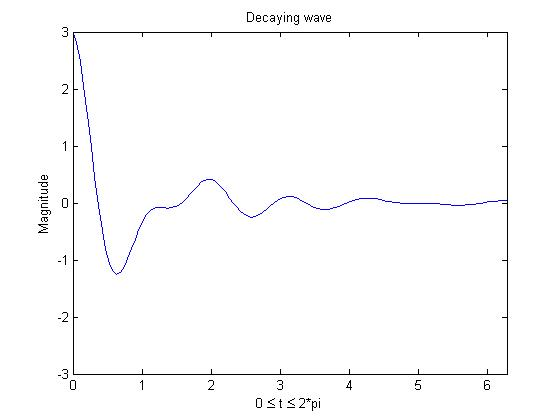 Decaying wave
3
2
1
0
-1
-2
-3
Magnitude
0 1 2 3 4 5 6
0 ≤ t ≤ 2*pi